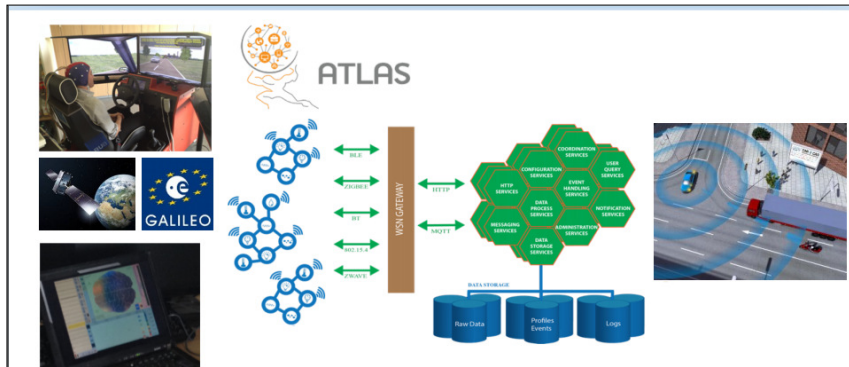 ATLAS
GALILEO
BLE
ZIGBEE
BT
802.15.4
ZWAVE
WSN GATEWAY
HTTP
MQTT
COORDINATION
SERVICES
CONFIGURATION
SERVICES
USER
QUERY
SERVICES
HTTP
SERVICES
EVENT
HANDLING
SERVICES
DATA
PROCESS
SERVICES
NOTIFICATION
SERVICES
MESSAGING
SERVICES
ADMINISTRATION
SERVICES
DATA
STORAGE
SERVICES
DATA STORAGE
Raw Data
Profiles
Events
Logs